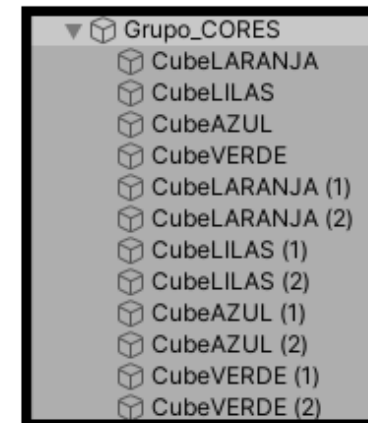 Grupo_CORES
CubeLARANJA
CubeLILAS
CubeAZUL
CubeVERDE
CubeLARANJA (1)
CubeLARANJA (2)
CubeLILAS (1)
CubeLILAS (2)
CubeAZUL (1)
CubeAZUL (2)
CubeVERDE (1)
CubeVERDE (2)